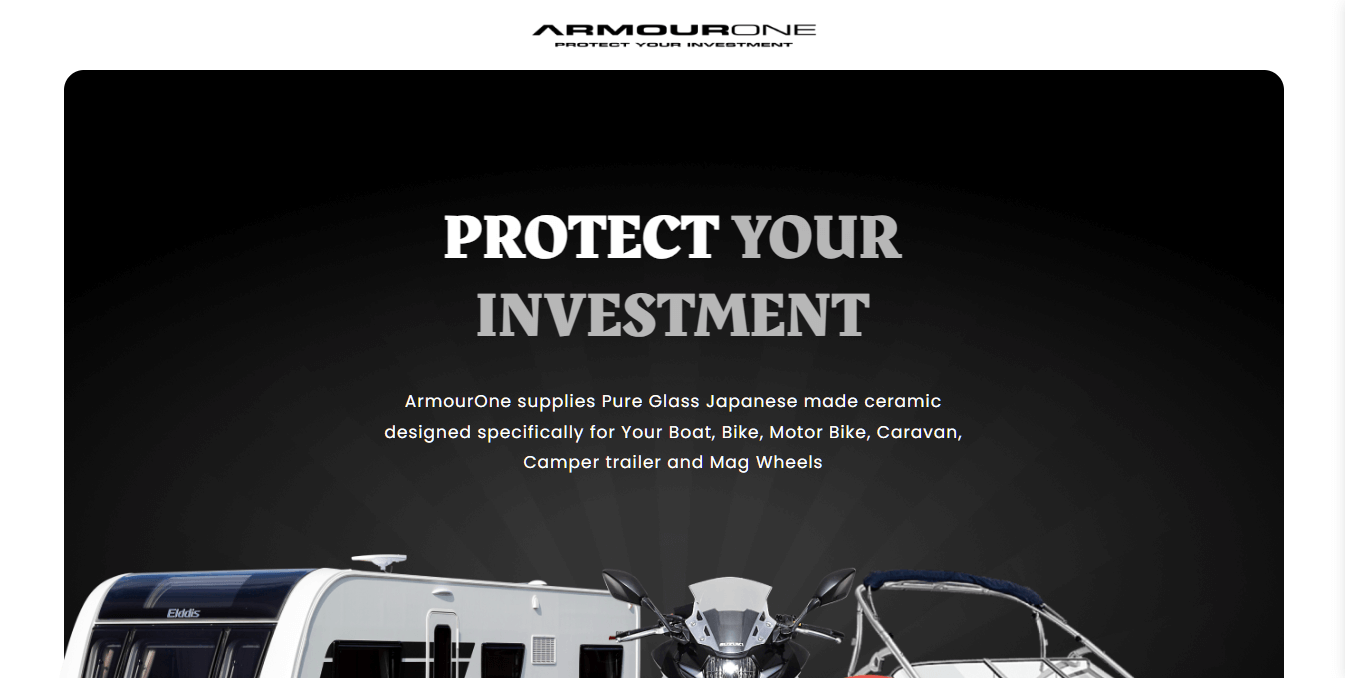 ARMOURONE
PROTECT YOUR INVESTMENT
PROTECT YOUR
INVESTMENT
ArmourOne supplies Pure Glass Japanese made ceramic
designed specifically for Your Boat, Bike, Motor Bike, Caravan,
Camper trailer and Mag Wheels
Elddis
SUZUKI